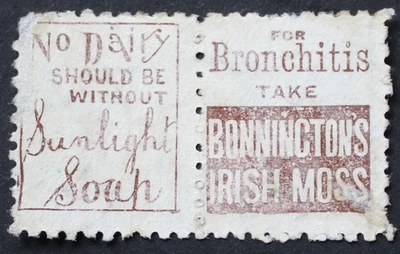 No Dairy
SHOULD BE
WITHOUT
Sunlight
Soap
FOR
Bronchitis
TAKE
BONNINGTON'S
IRISH MOSS